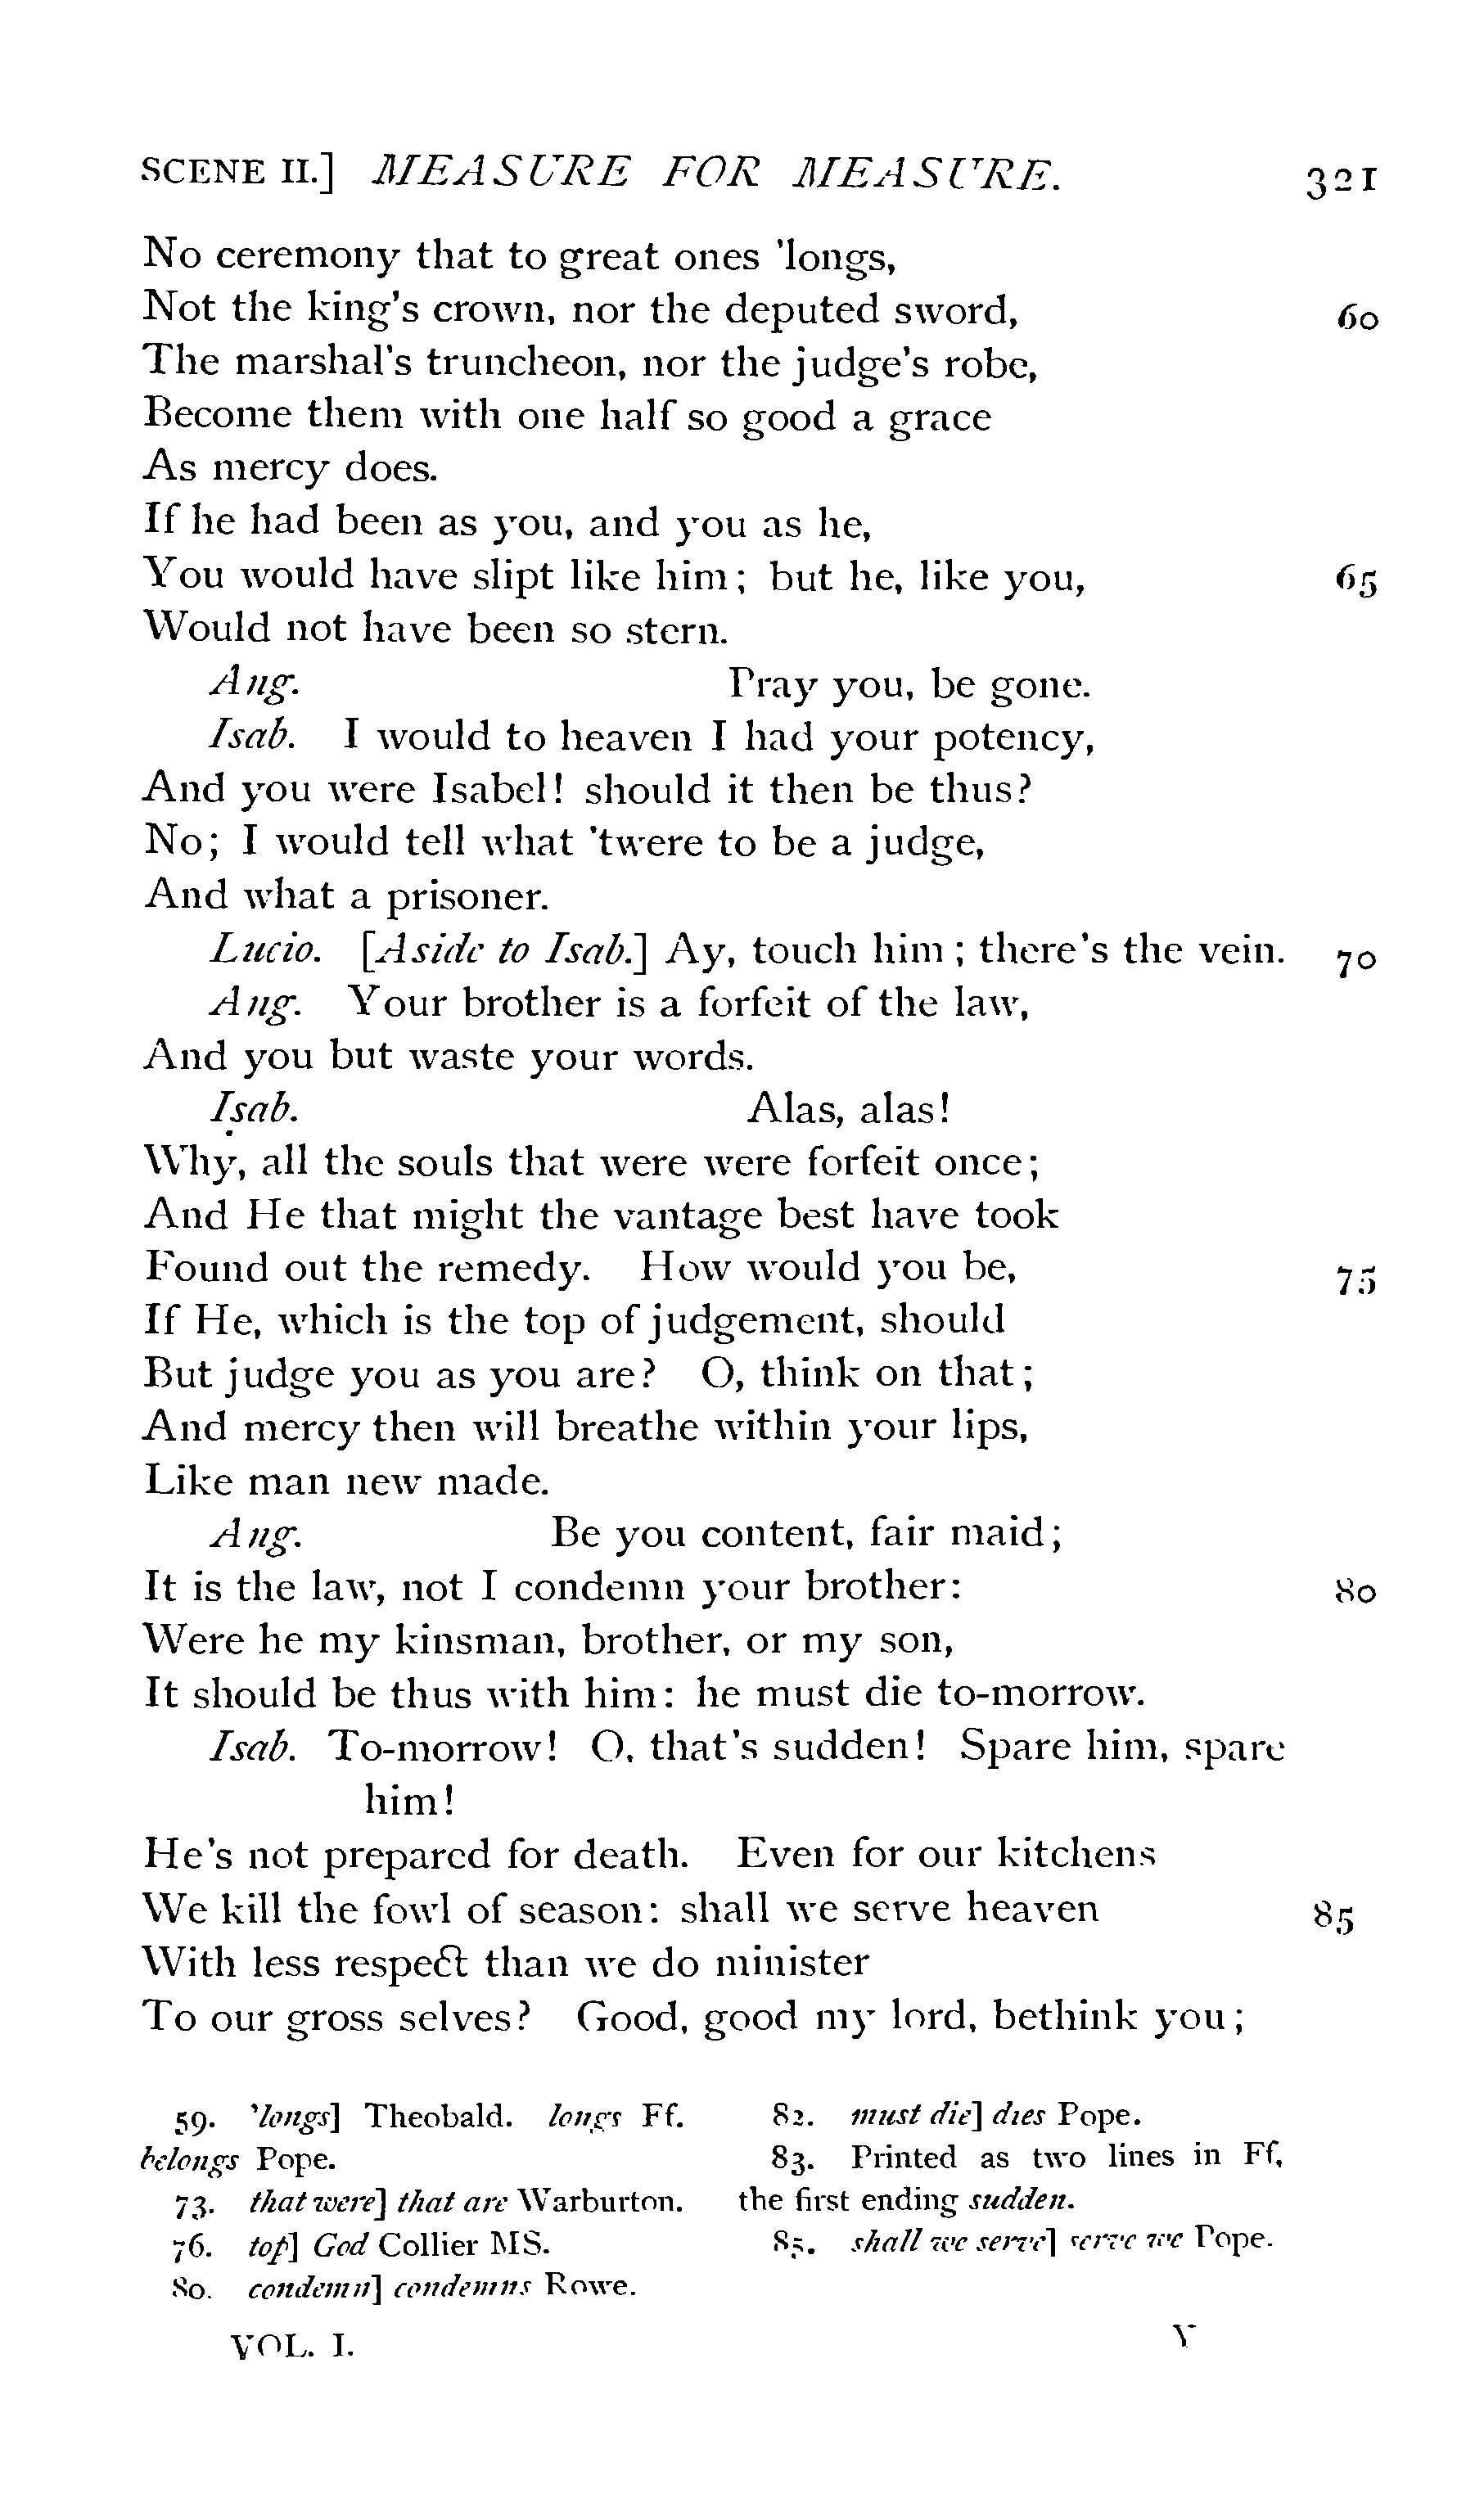 SCENE II.] MEASURE FOR MEASURE. 321
No ceremony that to great ones 'longs,
Not the king's crown, nor the deputed sword, 60
The marshal's truncheon, nor the judge's robe,
Become them with one half so good a grace
As mercy does.
If he had been as you, and you as he,
You would have slipt like him; but he, like you, 65
Would not have been so stern.
Ang. Pray you, be gone.
Isab. I would to heaven I had your potency,
And you were Isabel! should it then be thus?
No; I would tell what 'twere to be a judge,
And what a prisoner.
Lucio. [Aside to Isab.] Ay, touch him; there's the vein. 70
Ang. Your brother is a forfeit of the law,
And you but waste your words.
Isab. Alas, alas!
Why, all the souls that were were forfeit once;
And He that might the vantage best have took
Found out the remedy. How would you be, 75
If He, which is the top of judgement, should
But judge you as you are? O, think on that;
And mercy then will breathe within your lips,
Like man new made.
Ang. Be you content, fair maid;
It is the law, not I condemn your brother: 80
Were he my kinsman, brother, or my son,
It should be thus with him: he must die to-morrow.
Isab. To-morrow! O, that's sudden! Spare him, spare
him!
He's not prepared for death. Even for our kitchens
We kill the fowl of season: shall we serve heaven 85
With less respect than we do minister
To our gross selves? Good, good my lord, bethink you;
59. 'longs] Theobald. longs Ff.
belongs Pope.
73. that were] that are Warburton.
76. top] God Collier MS.
80. condemn] condemns Rowe.
82. must die] dies Pope.
83. Printed as two lines in Ff,
the first ending sudden.
85. shall we serve] serve we Pope.
VOL. I. Y